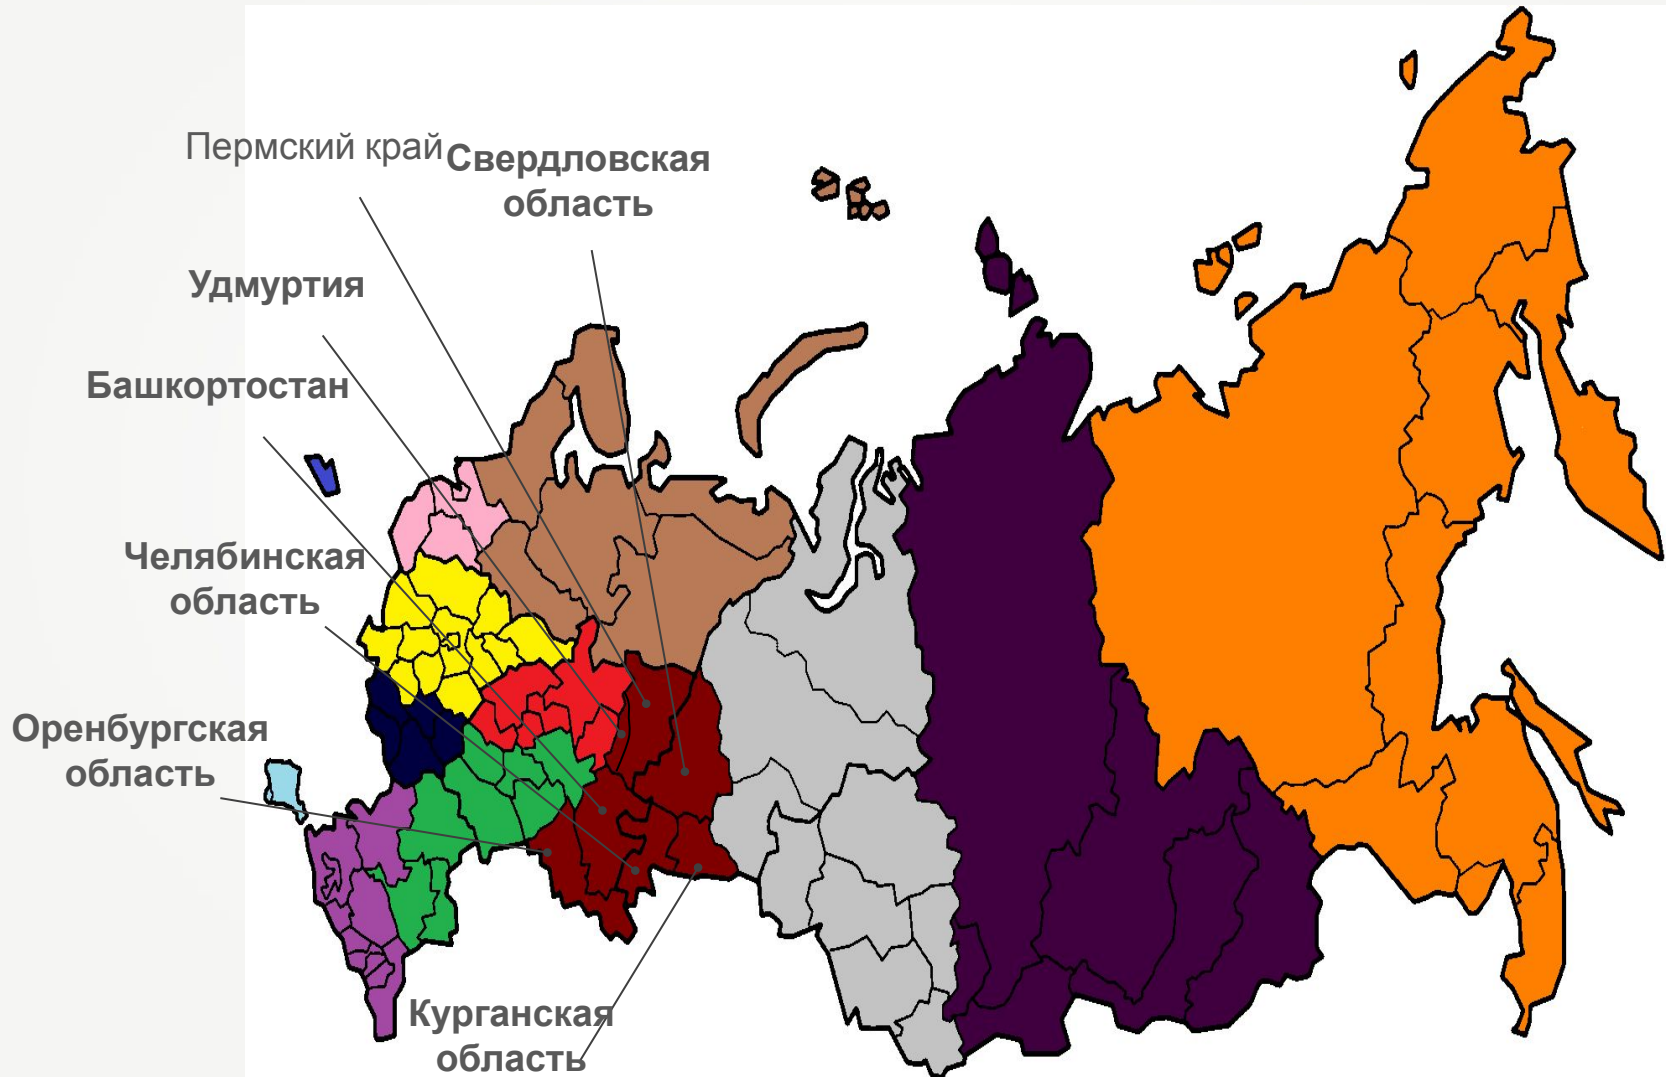 Пермский край
Свердловская
область
Удмуртия
Башкортостан
Челябинская
область
Оренбургская
область
Курганская
область